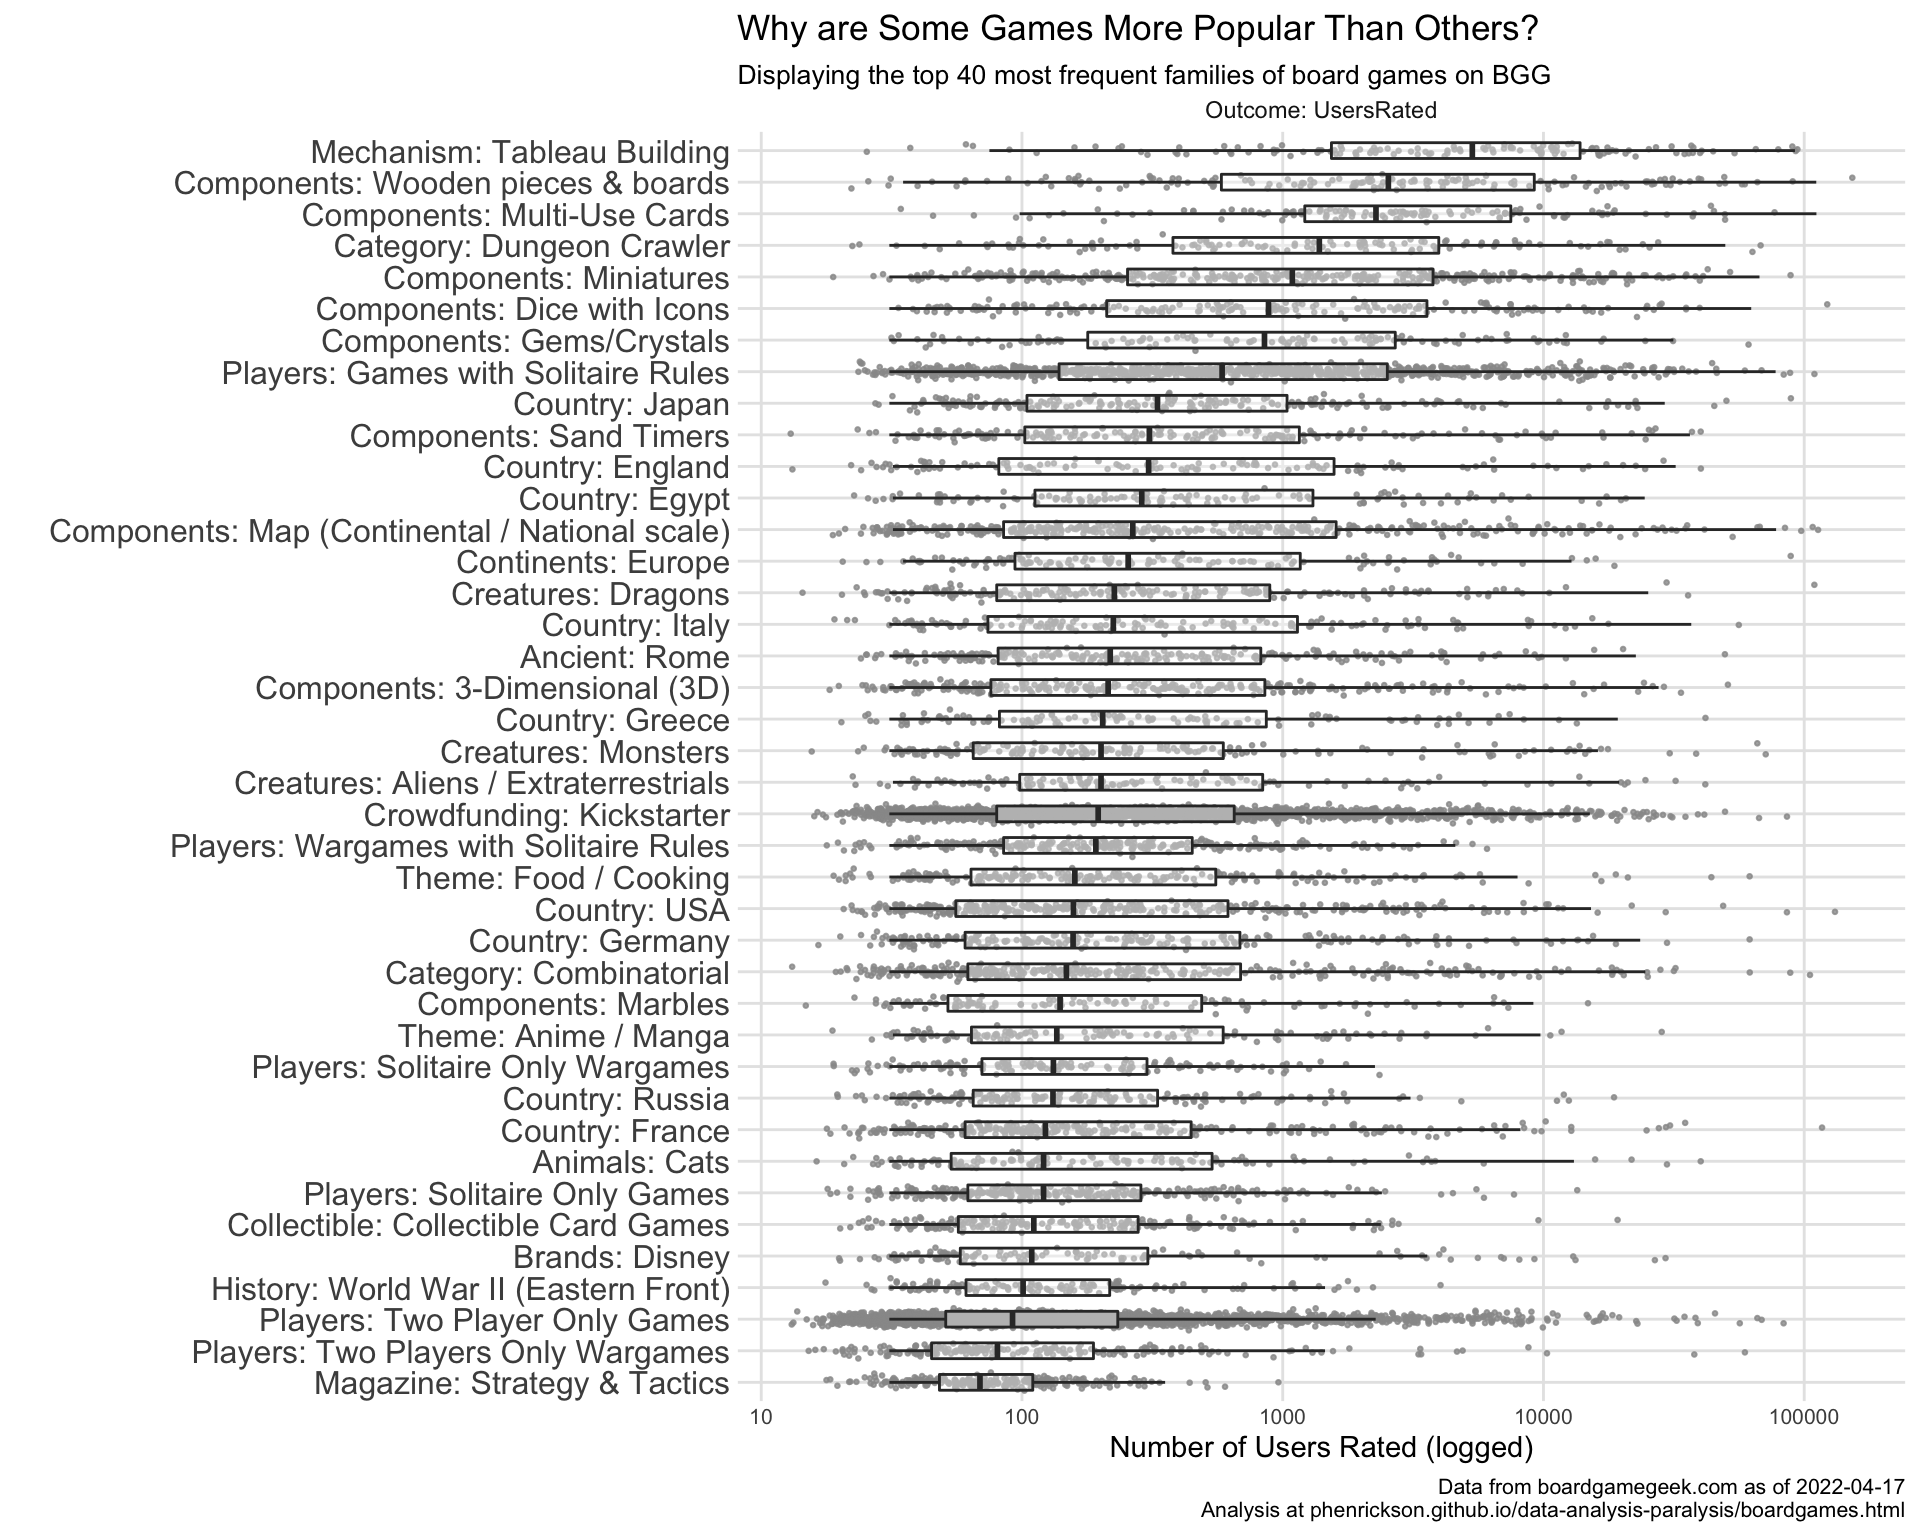 Why are Some Games More Popular Than Others?
Displaying the top 40 most frequent families of board games on BGG
Outcome: UsersRated
Mechanism: Tableau Building
Components: Wooden pieces & boards
Components: Multi-Use Cards
Category: Dungeon Crawler
Components: Miniatures
Components: Dice with Icons
Components: Gems/Crystals
Players: Games with Solitaire Rules
Country: Japan
Components: Sand Timers
Country: England
Country: Egypt
Components: Map (Continental / National scale)
Continents: Europe
Creatures: Dragons
Country: Italy
Ancient: Rome
Components: 3-Dimensional (3D)
Country: Greece
Creatures: Monsters
Creatures: Aliens / Extraterrestrials
Crowdfunding: Kickstarter
Players: Wargames with Solitaire Rules
Theme: Food / Cooking
Country: USA
Country: Germany
Category: Combinatorial
Components: Marbles
Theme: Anime / Manga
Players: Solitaire Only Wargames
Country: Russia
Country: France
Animals: Cats
Players: Solitaire Only Games
Collectible: Collectible Card Games
Brands: Disney
History: World War II (Eastern Front)
Players: Two Player Only Games
Players: Two Players Only Wargames
Magazine: Strategy & Tactics
10 100 1000 10000 100000
Number of Users Rated (logged)
Data from boardgamegeek.com as of 2022-04-17
Analysis at phenrickson.github.io/data-analysis-paralysis/boardgames.html